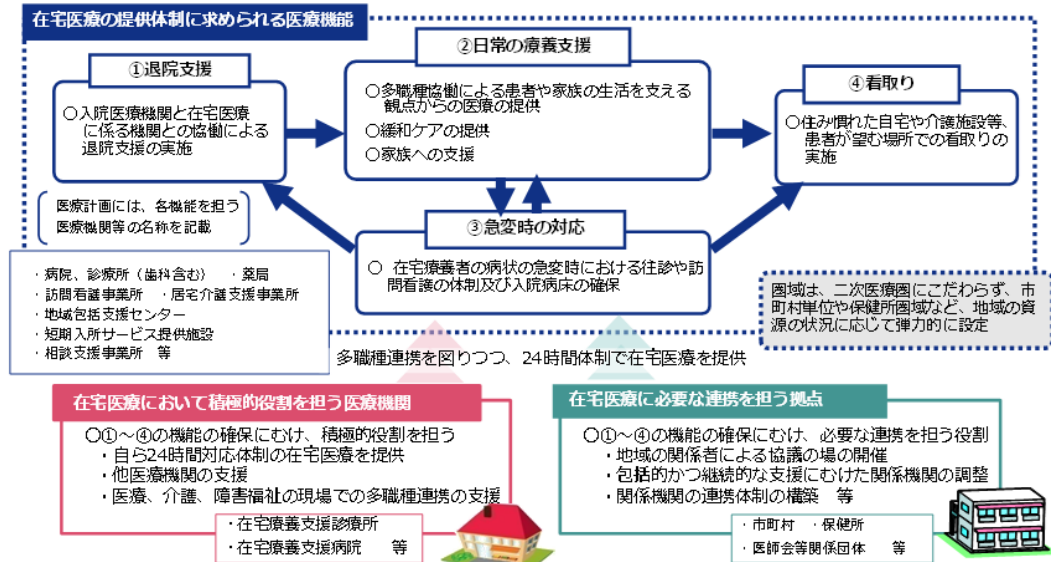 在宅医療の提供体制に求められる医療機能
①退院支援
○入院医療機関と在宅医療
に係る機関との協働による
退院支援の実施
②日常の療養支援
○多職種協働による患者や家族の生活を支える
観点からの医療の提供
○緩和ケアの提供
○家族への支援
④看取り
○住み慣れた自宅や介護施設等、
患者が望む場所での看取りの
実施
③急変時の対応
○ 在宅療養者の病状の急変時における往診や訪
問看護の体制及び入院病床の確保
医療計画には、各機能を担う
医療機関等の名称を記載
・病院、診療所（歯科含む） ・薬局
・訪問看護事業所 ・居宅介護支援事業所
・地域包括支援センター
・短期入所サービス提供施設
・相談支援事業所 等
圏域は、二次医療圏にこだわらず、市
町村単位や保健所圏域など、地域の資
源の状況に応じて弾力的に設定
多職種連携を図りつつ、24時間体制で在宅医療を提供
在宅医療において積極的役割を担う医療機関
○①～④の機能の確保にむけ、積極的役割を担う
・自ら24時間対応体制の在宅医療を提供
・他医療機関の支援
・医療、介護、障害福祉の現場での多職種連携の支援
・在宅療養支援診療所
・在宅療養支援病院 等
在宅医療に必要な連携を担う拠点
○①～④の機能の確保にむけ、必要な連携を担う役割
・地域の関係者による協議の場の開催
・包括的かつ継続的な支援にむけた関係機関の調整
・関係機関の連携体制の構築 等
・市町村 ・保健所
・医師会等関係団体 等